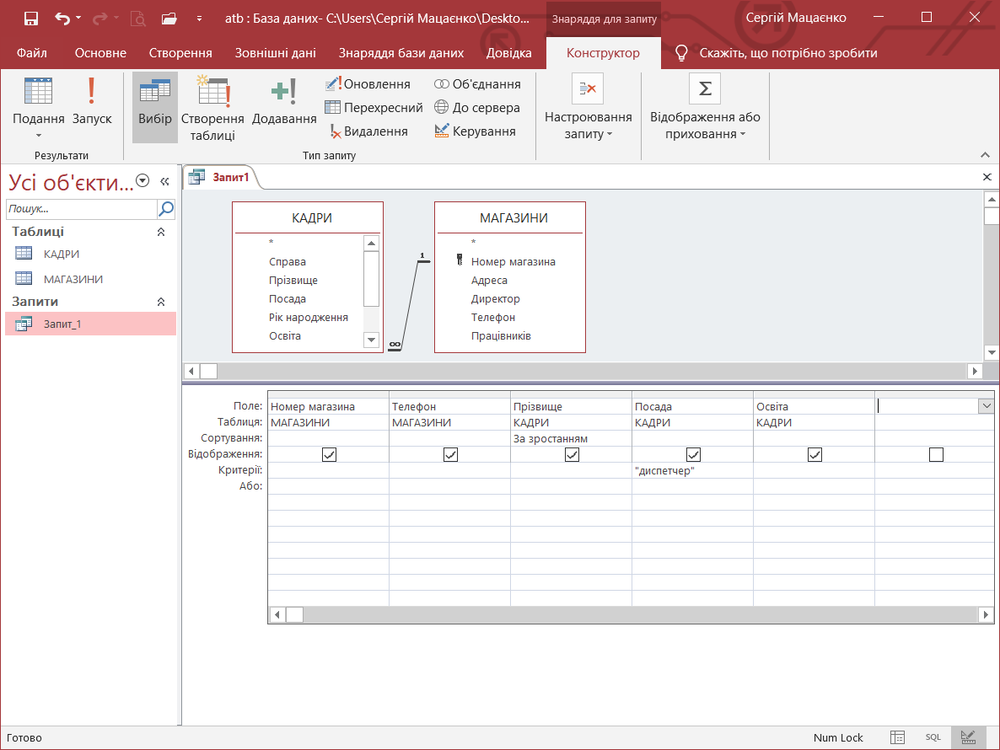 atb : База даних- C:\Users\Сергій Мацаєнко\Deskto...
Знаряддя для запиту
Сергій Мацаєнко
Файл Основне Створення Зовнішні дані Знаряддя бази даних Довідка Конструктор Скажіть, що потрібно зробити
Подання
Запуск
Результати
Вибір
Створення таблиці
Додавання
Оновлення
Перехресний
Видалення
Об'єднання
До сервера
Керування
Тип запиту
Настроювання запиту
Відображення або приховання
Усі об'єкти...
Пошук...
Таблиці
КАДРИ
МАГАЗИНИ
Запити
Запит_1
Запит1
КАДРИ
*
Справа
Прізвище
Посада
Рік народження
Освіта
1
∞
МАГАЗИНИ
*
Номер магазина
Адреса
Директор
Телефон
Працівників
Поле: Номер магазина Телефон Прізвище Посада Освіта
Таблиця: МАГАЗИНИ МАГАЗИНИ КАДРИ КАДРИ КАДРИ
Сортування: За зростанням
Відображення:
Критерії: "диспетчер"
Або:
Готово
Num Lock
SQL